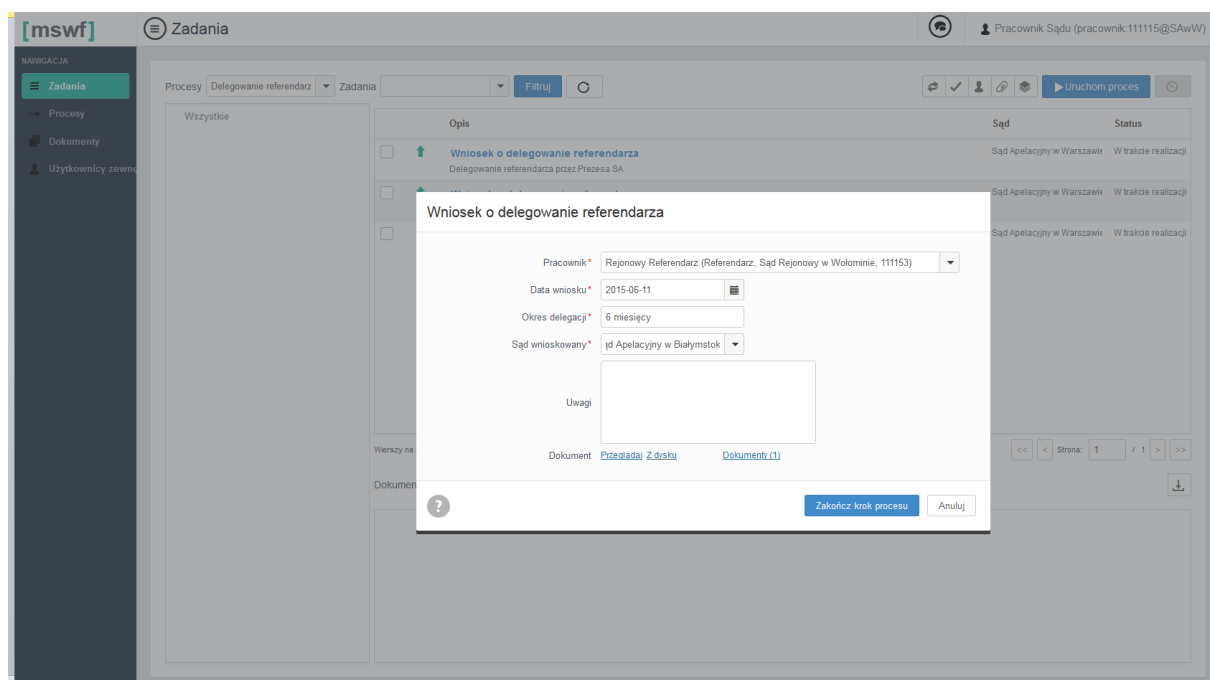 [mswf]
Zadania
Pracownik Sądu (pracownik.111115@SAwW)
NAWIGACJA
Zadania
Procesy
Dokumenty
Użytkownicy zewnę
Procesy Delegowanie referendarz Zadania Filtruj
Uruchom proces
Wszystkie
Opis Sąd Status
Wniosek o delegowanie referendarza Sąd Apelacyjny w Warszawie W trakcie realizacji
Delegowanie referendarza przez Prezesa SA
Sąd Apelacyjny w Warszawie W trakcie realizacji
Sąd Apelacyjny w Warszawie W trakcie realizacji
Wniosek o delegowanie referendarza
Pracownik* Rejonowy Referendarz (Referendarz, Sąd Rejonowy w Wołominie, 111153)
Data wniosku* 2015-06-11
Okres delegacji* 6 miesięcy
Sąd wnioskowany* ąd Apelacyjny w Białymstok
Uwagi
Dokument Przeglądaj Z dysku Dokumenty (1)
Wierszy na
<< < Strona: 1 / 1 > >>
Dokumen
? Zakończ krok procesu Anuluj